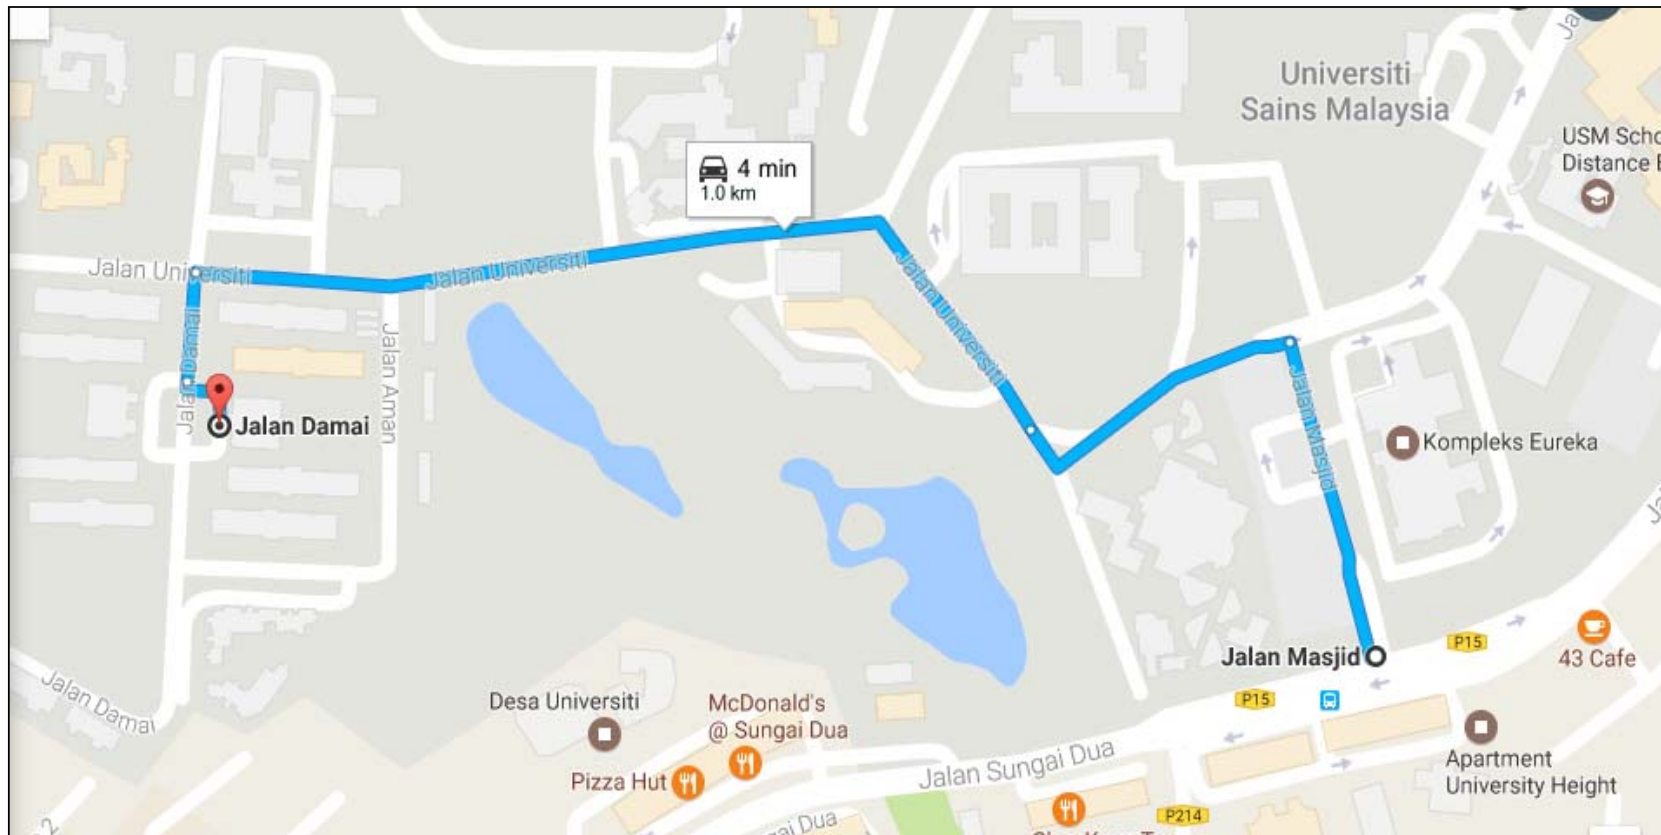 Universiti
Sains Malaysia
USM Scho
Distance E
4 min
1.0 km
Jalan Universiti
Jalan Universiti
Jalan Universiti
Jalan Damai
Jalan Aman
Jalan Masjid
Jalan Damai
Kompleks Eureka
Jalan Masjid
P15
43 Cafe
P15
Jalan Damai
Desa Universiti
McDonald's
@ Sungai Dua
Pizza Hut
Jalan Sungai Dua
Apartment
University Height
P214